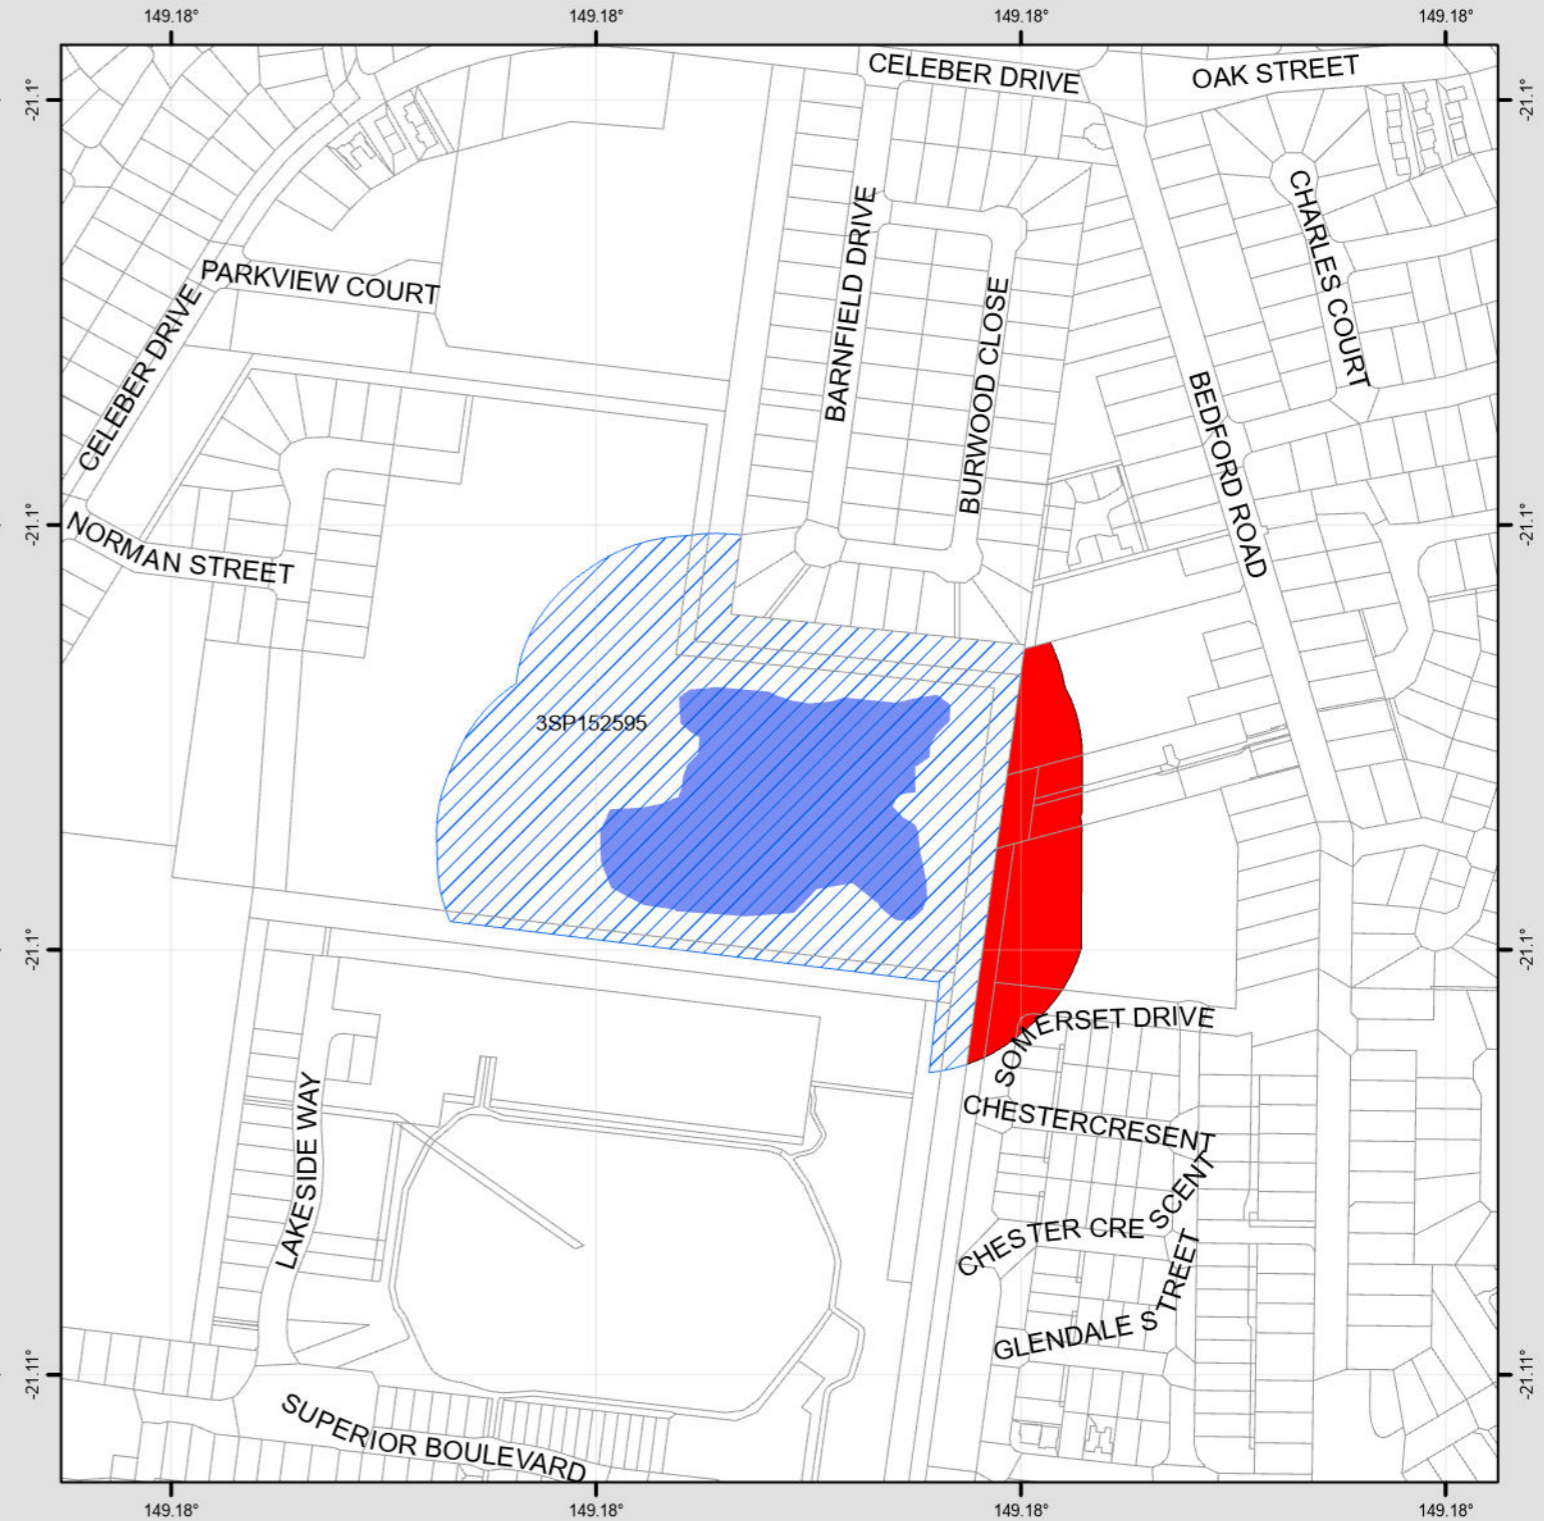 149.18°
149.18°
149.18°
149.18°
CELEBER DRIVE
OAK STREET
-21.1°
-21.1°
CHARLES COURT
BARNFIELD DRIVE
PARKVIEW COURT
BURWOOD CLOSE
CELEBER DRIVE
BEDFORD ROAD
-21.1°
-21.1°
NORMAN STREET
3SP152595
-21.1°
-21.1°
SOMERSET DRIVE
CHESTERCRESENT
LAKESIDE WAY
CHESTER CRE SCENT
GLENDALE S TREET
-21.11°
-21.11°
SUPERIOR BOULEVARD
149.18°
149.18°
149.18°
149.18°